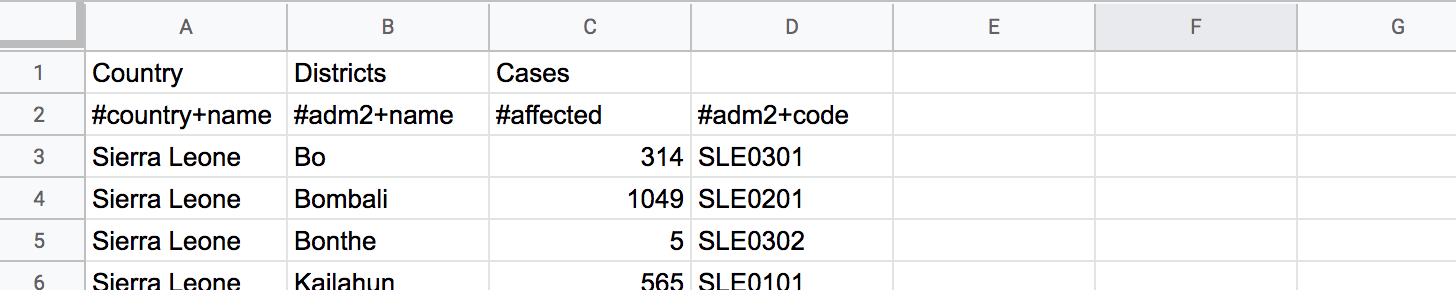 A B C D E F G
1 Country Districts Cases
2 #country+name #adm2+name #affected #adm2+code
3 Sierra Leone Bo 314 SLE0301
4 Sierra Leone Bombali 1049 SLE0201
5 Sierra Leone Bonthe 5 SLE0302
6 Sierra Leone Kailahun 565 SLE0101